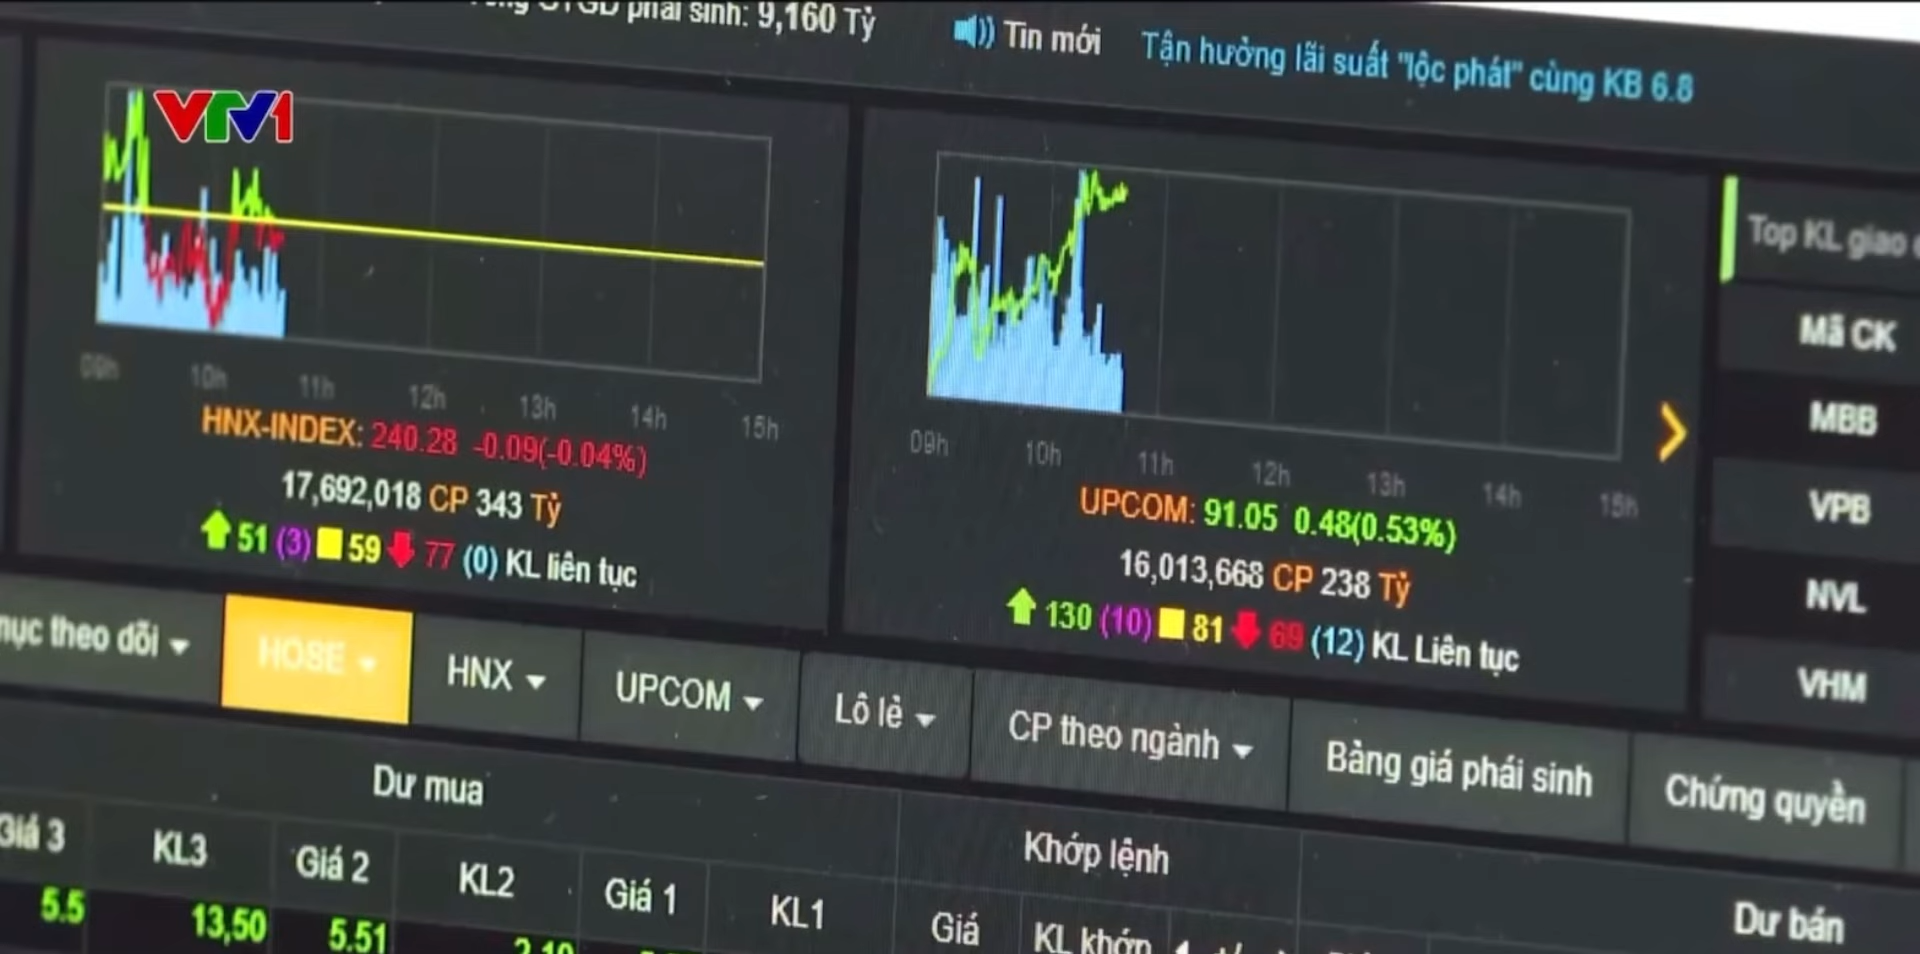 phái sinh: 9,160 Tỷ
Tin mới
Tận hưởng lãi suất "lộc phát" cùng KB 6.8
VTV1
09h 10h 11h 12h 13h 14h 15h
HNX-INDEX: 240.28 -0.09(-0.04%)
17,692,018 CP 343 Tỷ
51 (3) 59 77 (0) KL liên tục
09h 10h 11h 12h 13h 14h 15h
UPCOM: 91.05 0.48(0.53%)
16,013,668 CP 238 Tỷ
130 (10) 81 69 (12) KL Liên tục
Top KL giao
Mã CK
MBB
VPB
NVL
VHM
mục theo dõi
HOSE
HNX
UPCOM
Lô lẻ
CP theo ngành
Bảng giá phái sinh
Chứng quyền
Dư mua
Khớp lệnh
Dư bán
Giá 3 KL3 Giá 2 KL2 Giá 1 KL1 Giá KL khớp
5.5 13,50 5.51